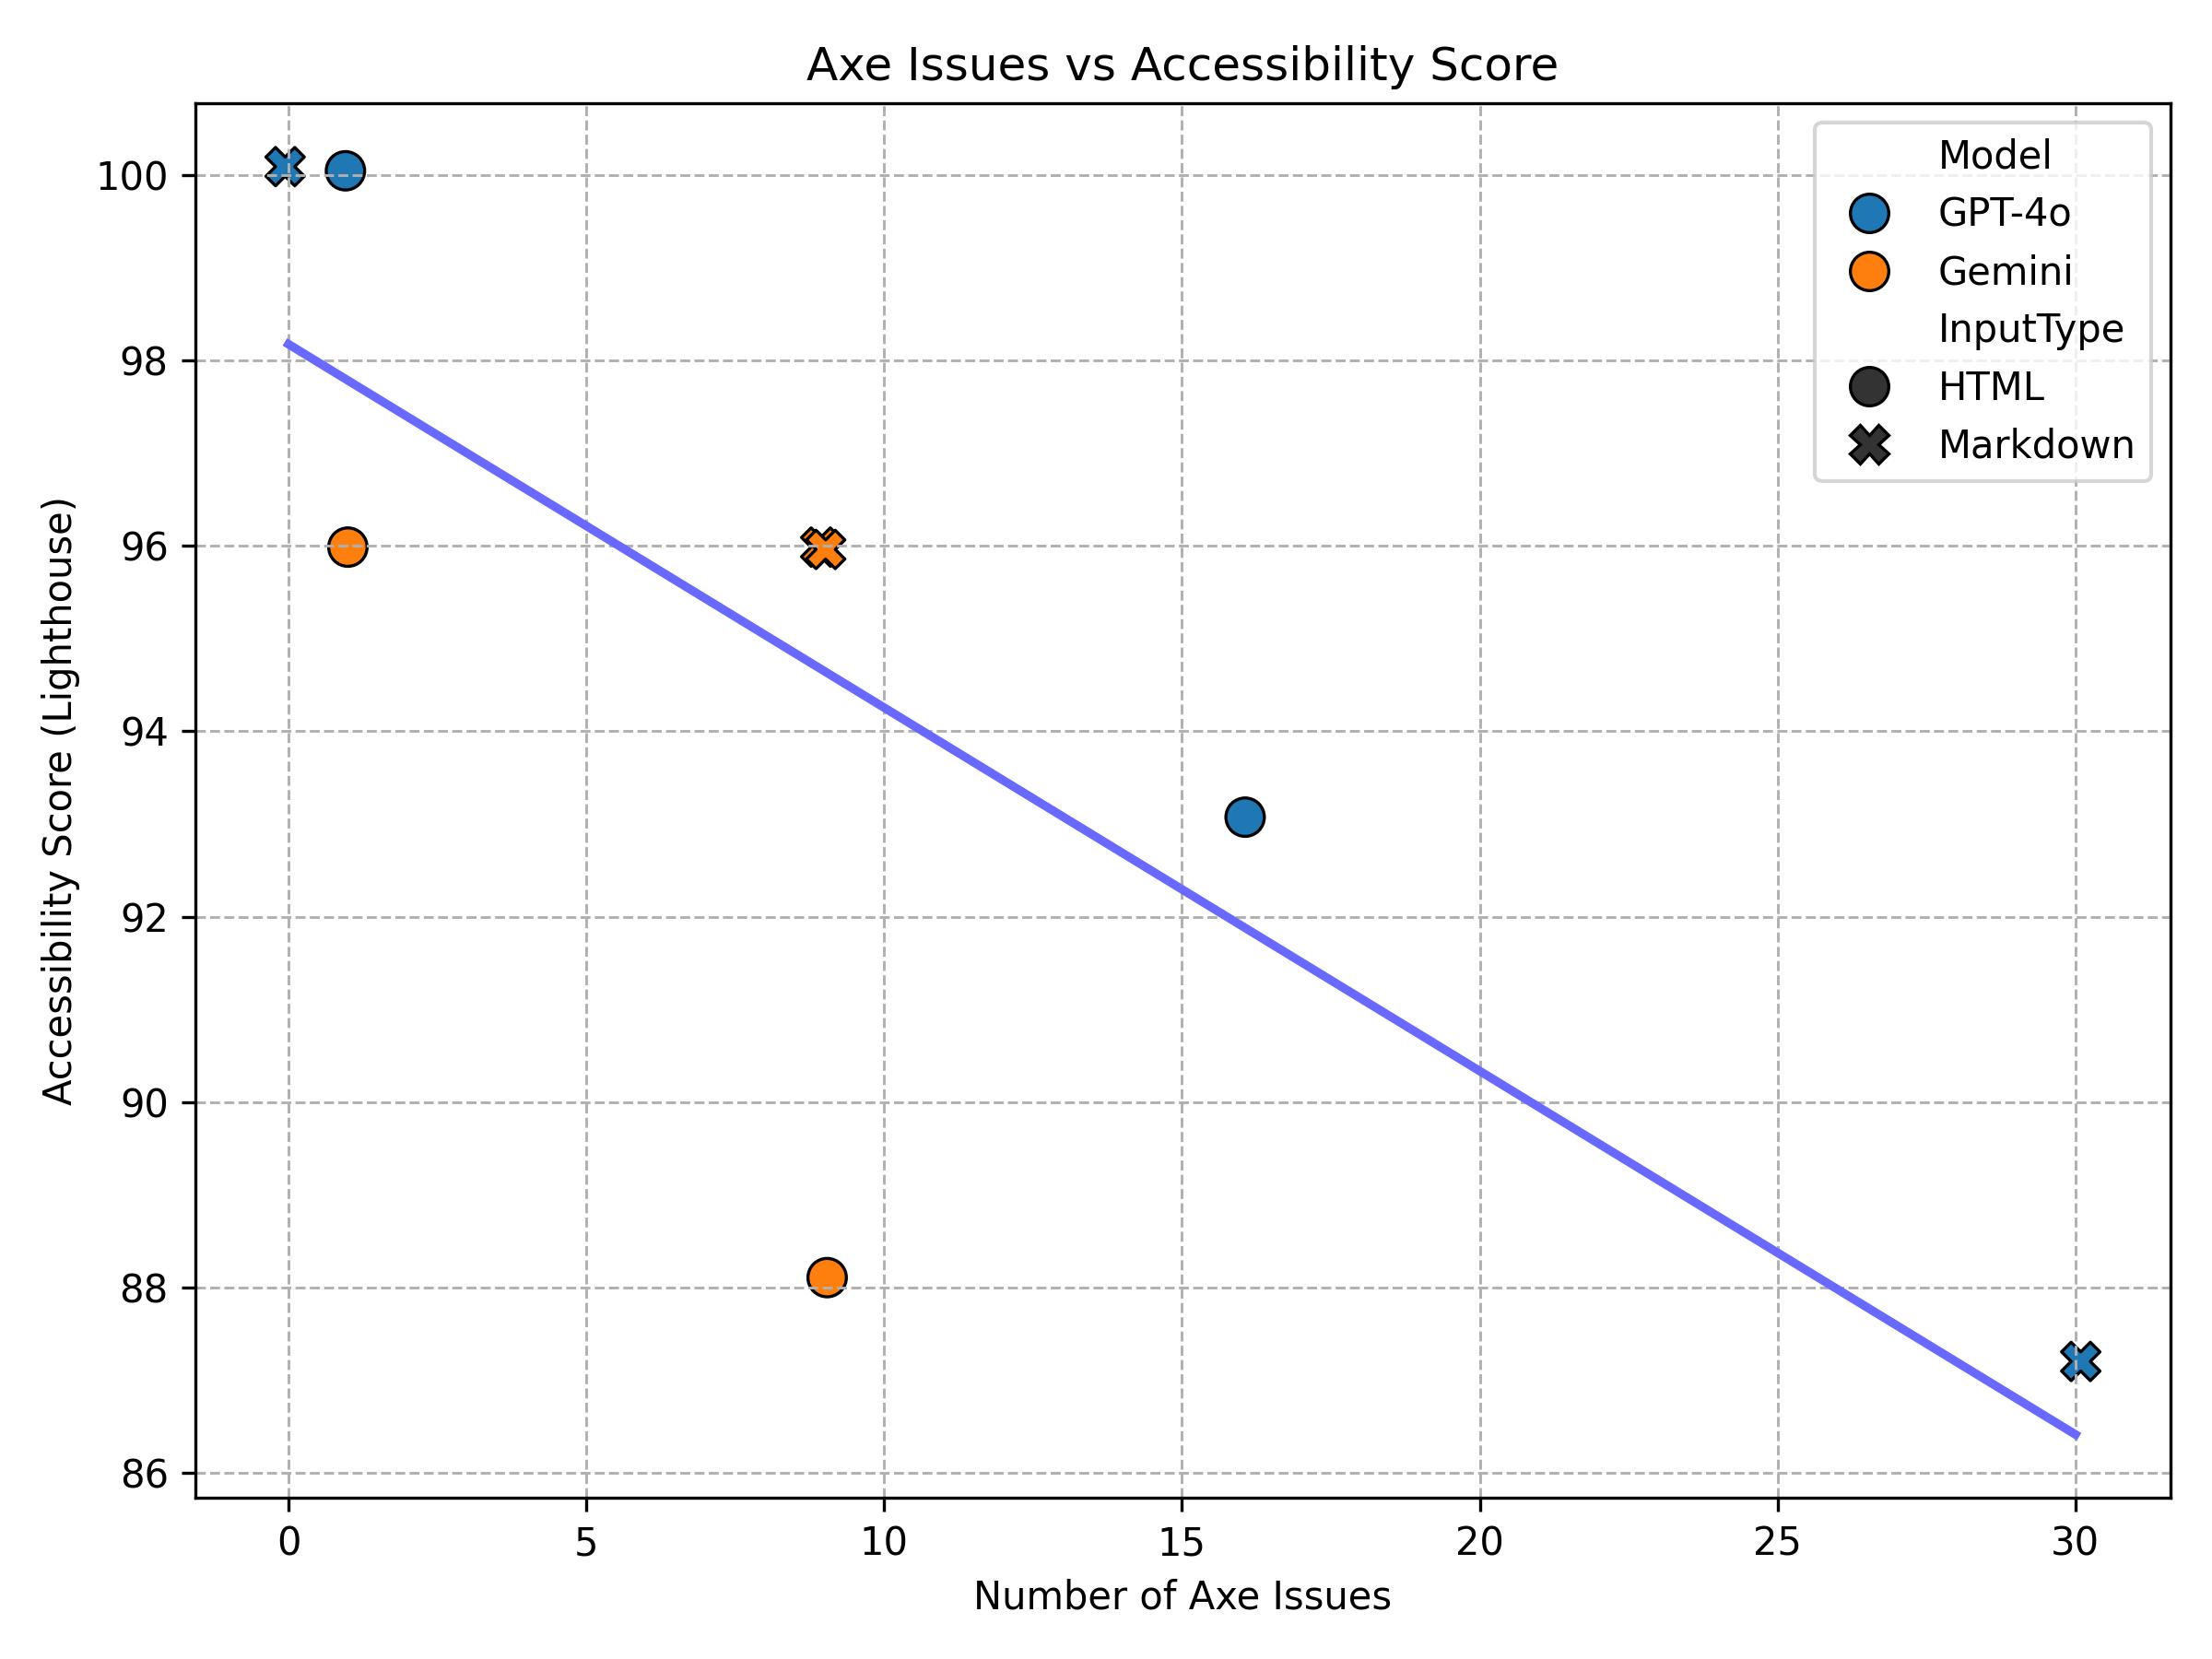 Axe Issues vs Accessibility Score
Accessibility Score (Lighthouse)
100
98
96
94
92
90
88
86
0 5 10 15 20 25 30
Number of Axe Issues
Model
GPT-4o
Gemini
InputType
HTML
Markdown